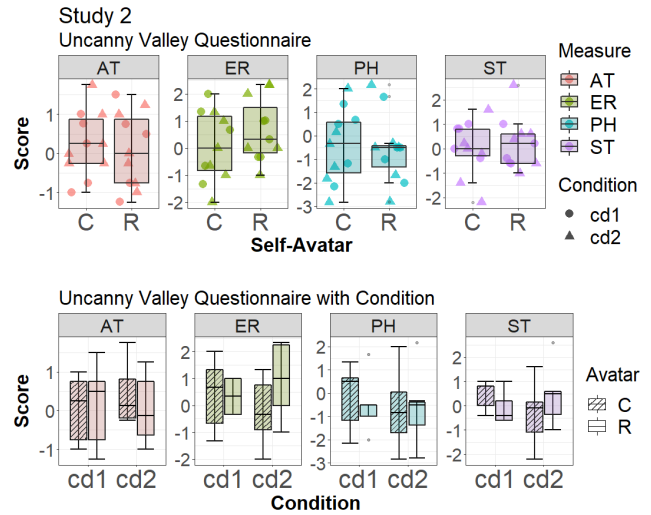 Study 2
Uncanny Valley Questionnaire
AT ER PH ST
Score
1
0
-1
2
1
0
-1
-2
2
1
0
-1
-2
-3
2
1
0
-1
-2
C R C R C R C R
Self-Avatar
Measure
AT
ER
PH
ST
Condition
cd1
cd2
Uncanny Valley Questionnaire with Condition
AT ER PH ST
Score
1
0
-1
2
1
0
-1
-2
2
1
0
-1
-2
-3
2
1
0
-1
-2
cd1 cd2 cd1 cd2 cd1 cd2 cd1 cd2
Condition
Avatar
C
R